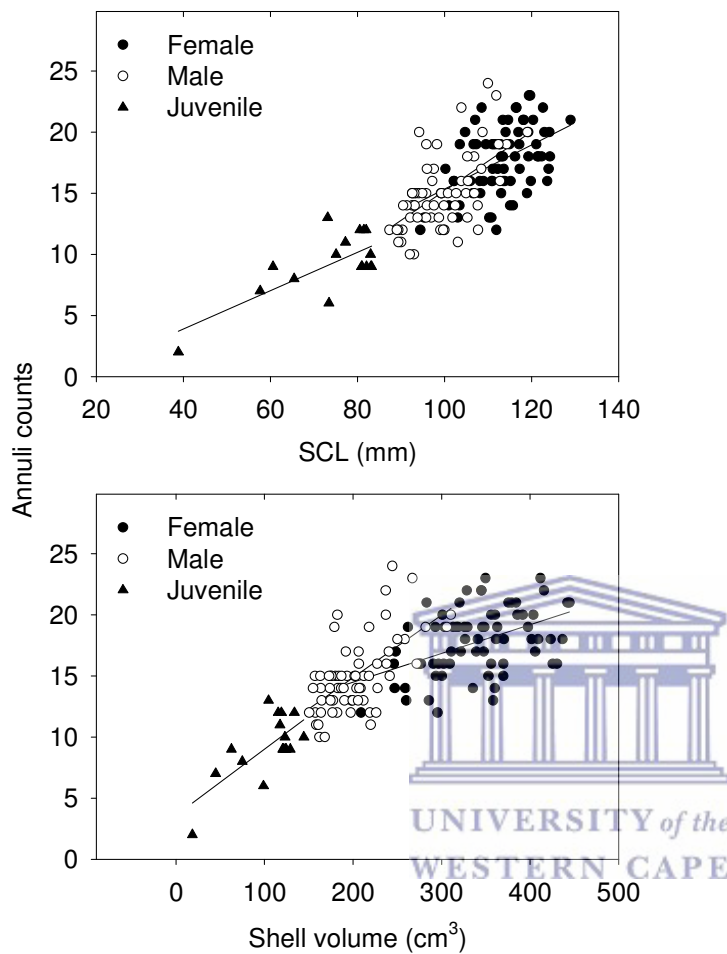 Female
Male
Juvenile
25
20
15
10
5
0
20 40 60 80 100 120 140
SCL (mm)
Annuli counts
Female
Male
Juvenile
25
20
15
10
5
0
0 100 200 300 400 500
Shell volume (cm³)
UNIVERSITY of the
WESTERN CAPE